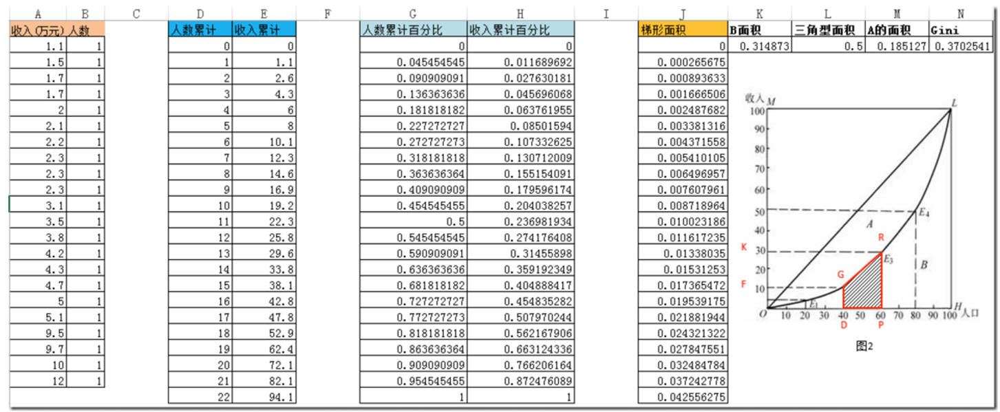 A B C D E F G H I J K L M N
收入(万元) 人数 人数累计 收入累计 人数累计百分比 收入累计百分比 梯形面积 B面积 三角型面积 A的面积 Gini
1.1 1 0 0 0 0 0 0.314873 0.5 0.185127 0.3702541
1.5 1 1 1.1 0.045454545 0.011689692 0.000265675
1.7 1 2 2.6 0.090909091 0.027630181 0.000893633
1.7 1 3 4.3 0.136363636 0.045696068 0.001666506
2 1 4 6 0.181818182 0.063761955 0.002487682
2.1 1 5 8 0.227272727 0.08501594 0.003381316
2.2 1 6 10.1 0.272727273 0.107332625 0.004371558
2.3 1 7 12.3 0.318181818 0.130712009 0.005410105
2.3 1 8 14.6 0.363636364 0.155154091 0.006496957
2.3 1 9 16.9 0.409090909 0.179596174 0.007607961
3.1 1 10 19.2 0.454545455 0.204038257 0.008718964
3.5 1 11 22.3 0.5 0.236981934 0.010023186
3.8 1 12 25.8 0.545454545 0.274176408 0.011617235
4.2 1 13 29.6 0.590909091 0.31455898 0.01338035
4.3 1 14 33.8 0.636363636 0.359192349 0.01531253
4.7 1 15 38.1 0.681818182 0.404888417 0.017365472
5 1 16 42.8 0.727272727 0.454835282 0.019539175
5.1 1 17 47.8 0.772727273 0.507970244 0.021881944
9.5 1 18 52.9 0.818181818 0.562167906 0.024321322
9.7 1 19 62.4 0.863636364 0.663124336 0.027847551
10 1 20 72.1 0.909090909 0.766206164 0.032484784
12 1 21 82.1 0.954545455 0.872476089 0.037242778
22 94.1 1 1 0.042556275
收入 M L
100
90
80
70
60
50 E4
40 A
R
K 30 E3
20 B
G
F 10
E1
O 10 20 30 40 50 60 70 80 90 100 H 人口
D P
图2